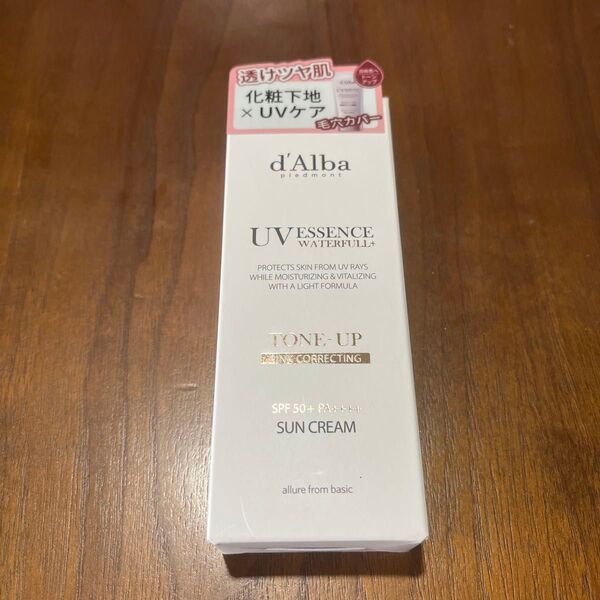 透けツヤ肌
化粧下地
×UVケア
毛穴カバー
d'Alba
piedmont
UV ESSENCE
WATERFULL+
PROTECTS SKIN FROM UV RAYS
WHILE MOISTURIZING & VITALIZING
WITH A LIGHT FORMULA
TONE-UP
PINK CORRECTING
SPF 50+ PA++++
SUN CREAM
allure from basic